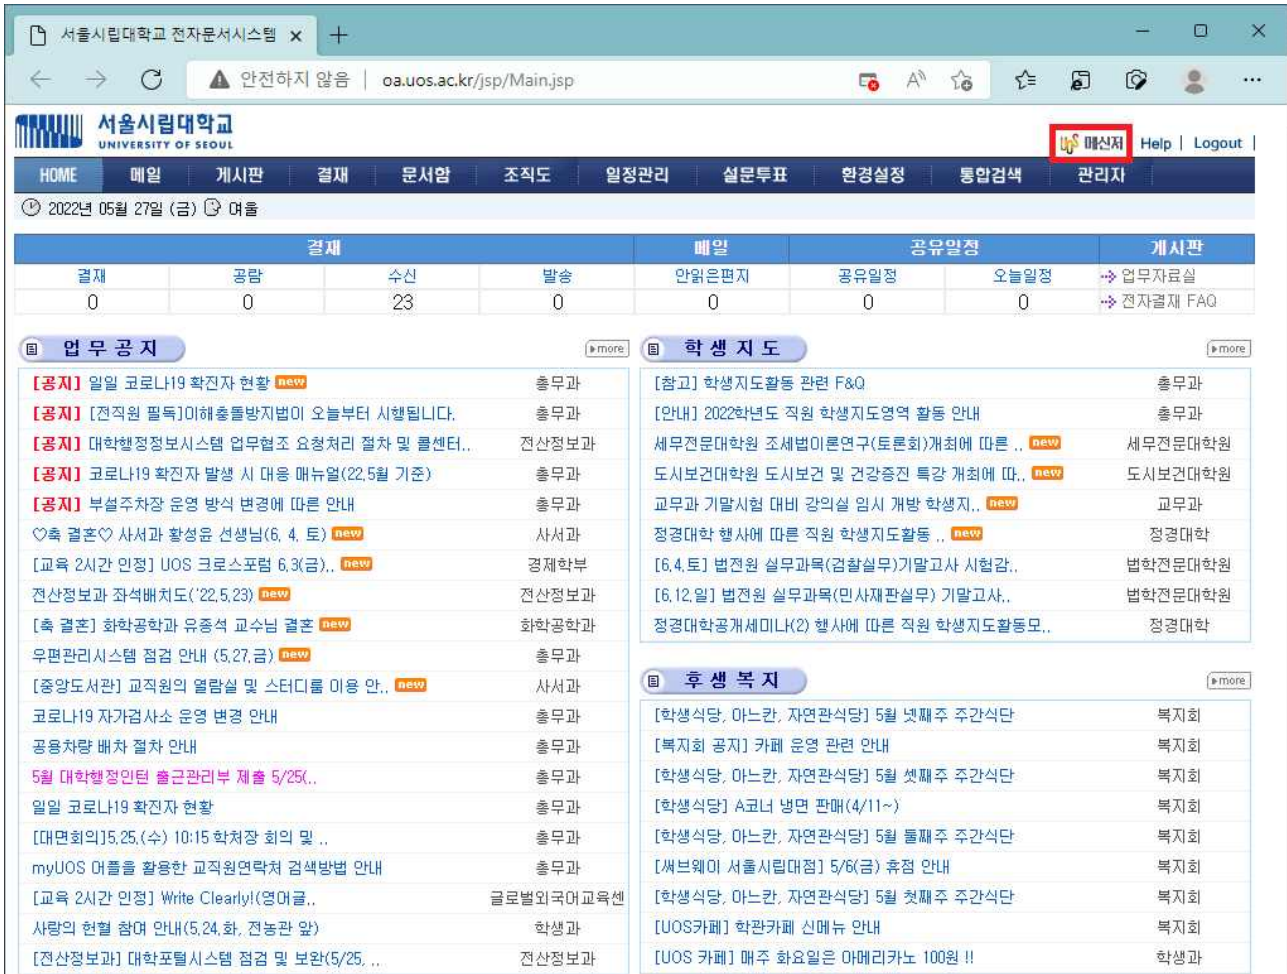 서울시립대학교 전자문서시스템
안전하지 않음 | oa.uos.ac.kr/jsp/Main.jsp
서울시립대학교
UNIVERSITY OF SEOUL
UOS 메신저 Help | Logout |
HOME 메일 게시판 결재 문서함 조직도 일정관리 설문투표 환경설정 통합검색 관리자
2022년 05월 27일 (금) 여울
결재 메일 공유일정 게시판
결재 공람 수신 발송 안읽은편지 공유일정 오늘일정 업무자료실
0 0 23 0 0 0 0 전자결재 FAQ
업무공지 more
[공지] 일일 코로나19 확진자 현황 new 총무과
[공지] [전직원 필독]이해충돌방지법이 오늘부터 시행됩니다. 총무과
[공지] 대학행정정보시스템 업무협조 요청처리 절차 및 콜센터.. 전산정보과
[공지] 코로나19 확진자 발생 시 대응 매뉴얼(22.5월 기준) 총무과
[공지] 부설주차장 운영 방식 변경에 따른 안내 총무과
♡축 결혼♡ 사서과 황성윤 선생님(6. 4. 토) new 사서과
[교육 2시간 인정] UOS 크로스포럼 6.3(금).. new 경제학부
전산정보과 좌석배치도('22.5.23) new 전산정보과
[축 결혼] 화학공학과 유종석 교수님 결혼 new 화학공학과
우편관리시스템 점검 안내 (5.27.금) new 총무과
[중앙도서관] 교직원의 열람실 및 스터디룸 이용 안.. new 사서과
코로나19 자가검사소 운영 변경 안내 총무과
공용차량 배차 절차 안내 총무과
5월 대학행정인턴 출근관리부 제출 5/25(.. 총무과
일일 코로나19 확진자 현황 총무과
[대면회의]5.25.(수) 10:15 학처장 회의 및 .. 총무과
myUOS 어플을 활용한 교직원연락처 검색방법 안내 총무과
[교육 2시간 인정] Write Clearly!(영어글.. 글로벌외국어교육센
사랑의 헌혈 참여 안내(5.24.화, 전농관 앞) 학생과
[전산정보과] 대학포털시스템 점검 및 보완(5/25, .. 전산정보과
학생지도 more
[참고] 학생지도활동 관련 F&Q 총무과
[안내] 2022학년도 직원 학생지도영역 활동 안내 총무과
세무전문대학원 조세법이론연구(토론회)개최에 따른 .. new 세무전문대학원
도시보건대학원 도시보건 및 건강증진 특강 개최에 따.. new 도시보건대학원
교무과 기말시험 대비 강의실 임시 개방 학생지.. new 교무과
정경대학 행사에 따른 직원 학생지도활동 .. new 정경대학
[6.4.토] 법전원 실무과목(검찰실무)기말고사 시험감.. 법학전문대학원
[6.12.일] 법전원 실무과목(민사재판실무) 기말고사.. 법학전문대학원
정경대학공개세미나(2) 행사에 따른 직원 학생지도활동모.. 정경대학
후생복지 more
[학생식당, 아느칸, 자연관식당] 5월 넷째주 주간식단 복지회
[복지회 공지] 카페 운영 관련 안내 복지회
[학생식당, 아느칸, 자연관식당] 5월 셋째주 주간식단 복지회
[학생식당] A코너 냉면 판매(4/11~) 복지회
[학생식당, 아느칸, 자연관식당] 5월 둘째주 주간식단 복지회
[써브웨이 서울시립대점] 5/6(금) 휴점 안내 복지회
[학생식당, 아느칸, 자연관식당] 5월 첫째주 주간식단 복지회
[UOS카페] 학관카페 신메뉴 안내 복지회
[UOS 카페] 매주 화요일은 아메리카노 100원 !! 학생과